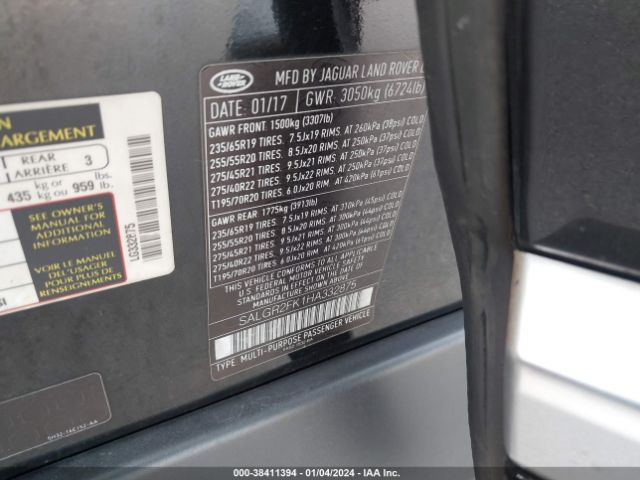 LAND ROVER
MFD BY JAGUAR LAND ROVER
DATE: 01/17 GWR: 3050kg (6724lb)
GAWR FRONT 1500kg (3307lb)
235/65R19 TIRES. 7.5Jx19 RIMS. AT 260kPa (38psi) COLD
255/55R20 TIRES. 8.5Jx20 RIMS. AT 250kPa (37psi) COLD
275/45R21 TIRES. 9.5Jx21 RIMS. AT 250kPa (37psi) COLD
275/40R22 TIRES. 9.5Jx22 RIMS. AT 250kPa (37psi) COLD
T195/70R20 TIRES. 6.0Jx20 RIM. AT 420kPa (61psi) COLD
GAWR REAR 1775kg (3913lb)
235/65R19 TIRES. 7.5Jx19 RIMS. AT 310kPa (45psi) COLD
255/55R20 TIRES. 8.5Jx20 RIMS. AT 300kPa (44psi) COLD
275/45R21 TIRES. 9.5Jx21 RIMS. AT 300kPa (44psi) COLD
275/40R22 TIRES. 9.5Jx22 RIMS. AT 300kPa (44psi) COLD
T195/70R20 TIRES. 6.0Jx20 RIM. AT 420kPa (61psi) COLD
THIS VEHICLE CONFORMS TO ALL APPLICABLE
U.S. FEDERAL MOTOR VEHICLE SAFETY AND
THEFT PREVENTION STANDARDS IN EFFECT ON
THE DATE OF MANUFACTURE SHOWN ABOVE.
SALGR2FK1HA332875
TYPE: MULTI-PURPOSE PASSENGER VEHICLE
ON
ARGEMENT
REAR
ARRIÈRE 3
435 kg or 959 lbs.
SEE OWNER'S
MANUAL FOR
ADDITIONAL
INFORMATION
VOIR LE MANUEL
DE L'USAGER
POUR PLUS DE
RENSEIGNEMENTS
LG332875
000-38411394 01/04/2024 IAA, Inc.